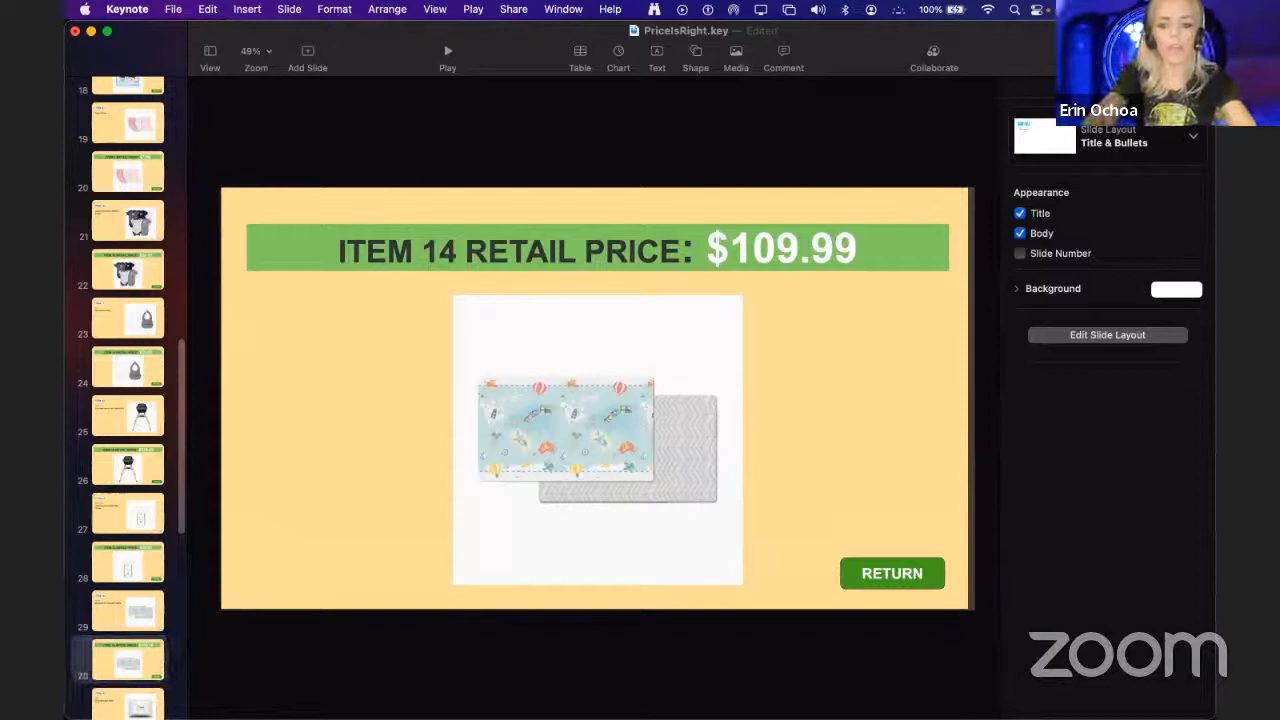 Keynote File Edit Insert Slide Format Arrange View Play Share Window Help 100%
PriceIsRight.key — Edited
49%
View Zoom Add Slide Play Table Chart Text Shape Media Comment Collaborate
Erin Ochoa
Slide Layout
Title & Bullets
Appearance
Title
Body
Slide Number
Background
Edit Slide Layout
18
19
20
21
22
23
24
25
26
27
28
29
ITEM 14 RETAIL PRICE: $109.99
RETURN
zoom